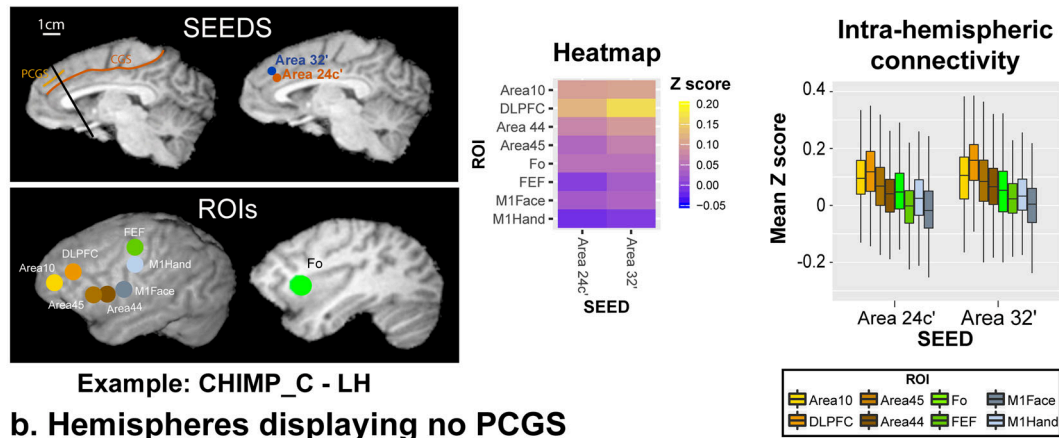 1cm
SEEDS
PCGS
CGS
Area 32'
Area 24c'
ROIs
FEF
DLPFC
Area10
M1Hand
M1Face
Area45
Area44
Fo
Example: CHIMP_C - LH
b. Hemispheres displaying no PCGS
Heatmap
ROI
Area10
DLPFC
Area 44
Area45
Fo
FEF
M1Face
M1Hand
Area 24c'
Area 32'
SEED
Z score
0.20
0.15
0.10
0.05
0.00
−0.05
Intra-hemispheric
connectivity
Mean Z score
0.4
0.2
0
-0.2
Area 24c' Area 32'
SEED
ROI
Area10 Area45 Fo M1Face
DLPFC Area44 FEF M1Hand